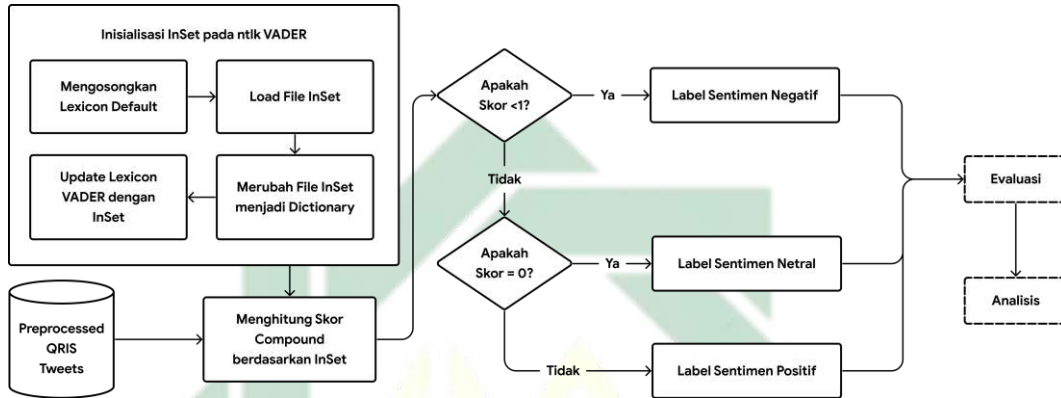 Inisialisasi InSet pada ntlk VADER
Mengosongkan
Lexicon Default
Load File InSet
Update Lexicon
VADER dengan
InSet
Merubah File InSet
menjadi Dictionary
Preprocessed
QRIS
Tweets
Menghitung Skor
Compound
berdasarkan InSet
Apakah
Skor <1?
Ya
Label Sentimen Negatif
Tidak
Apakah
Skor = 0?
Ya
Label Sentimen Netral
Tidak
Label Sentimen Positif
Evaluasi
Analisis